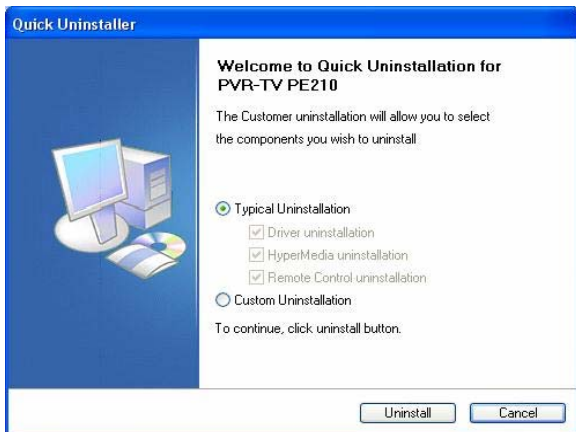 Quick Uninstaller
Welcome to Quick Uninstallation for
PVR-TV PE210
The Customer uninstallation will allow you to select
the components you wish to uninstall
Typical Uninstallation
Driver uninstallation
HyperMedia uninstallation
Remote Control uninstallation
Custom Uninstallation
To continue, click uninstall button.
Uninstall
Cancel